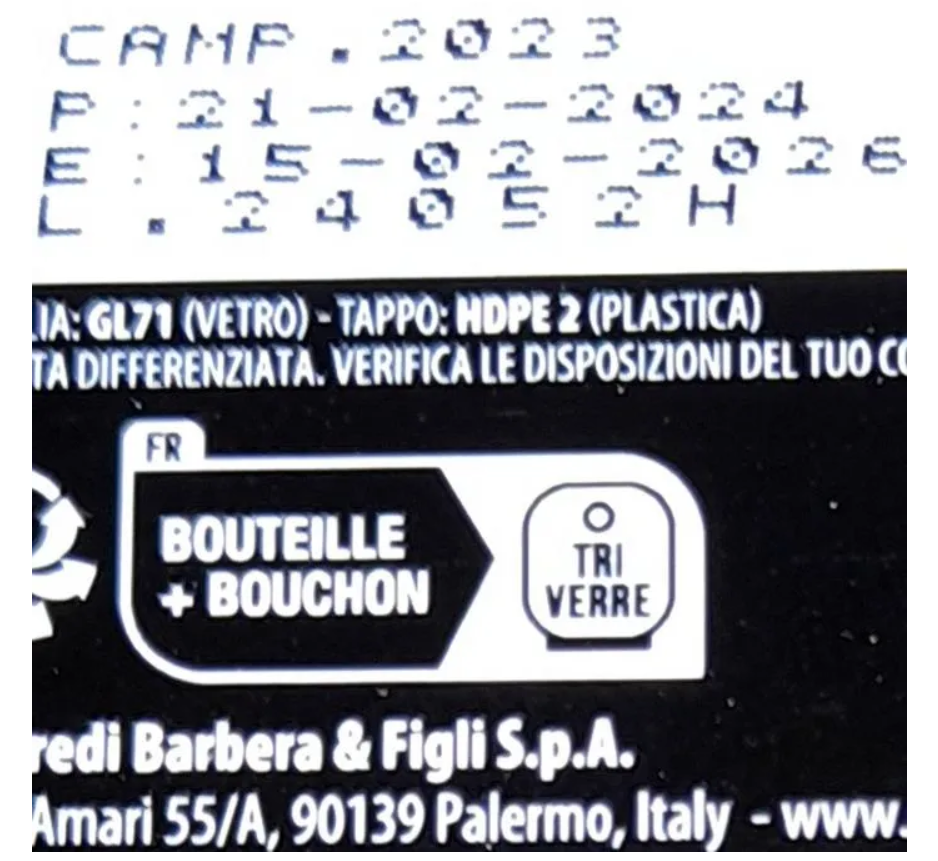 CAMP.2023
P:21-02-2024
E:15-02-2026
L.24052H
IA: GL71 (VETRO) - TAPPO: HDPE 2 (PLASTICA)
TA DIFFERENZIATA. VERIFICA LE DISPOSIZIONI DEL TUO CO
FR
BOUTEILLE
+ BOUCHON
TRI
VERRE
redi Barbera & Figli S.p.A.
Amari 55/A, 90139 Palermo, Italy - www.